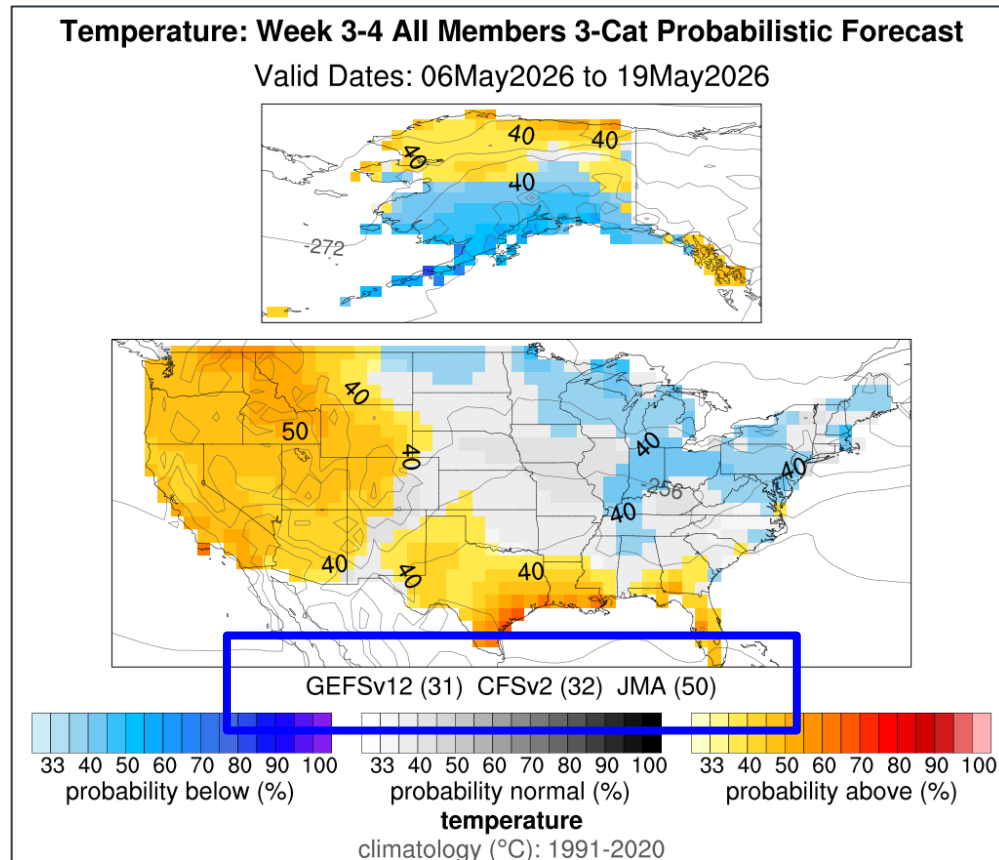 Temperature: Week 3-4 All Members 3-Cat Probabilistic Forecast
Valid Dates: 06May2026 to 19May2026
40 40
40
40
272
40
50
40
40
40
256
40
40
40
40
40
GEFSv12 (31) CFSv2 (32) JMA (50)
33 40 50 60 70 80 90 100 33 40 50 60 70 80 90 100 33 40 50 60 70 80 90 100
probability below (%) probability normal (%) probability above (%)
temperature
climatology (°C): 1991-2020